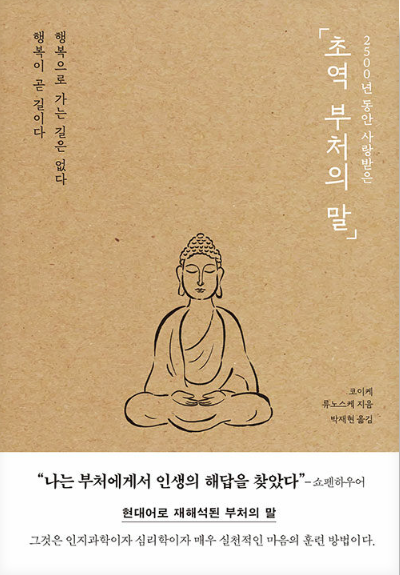 2500년 동안 사랑받은
「초역 부처의 말」
행복으로 가는 길은 없다
행복이 곧 길이다
코이케
류노스케 지음
박재현 옮김
“나는 부처에게서 인생의 해답을 찾았다”–쇼펜하우어
현대어로 재해석된 부처의 말
그것은 인지과학이자 심리학이자 매우 실천적인 마음의 훈련 방법이다.